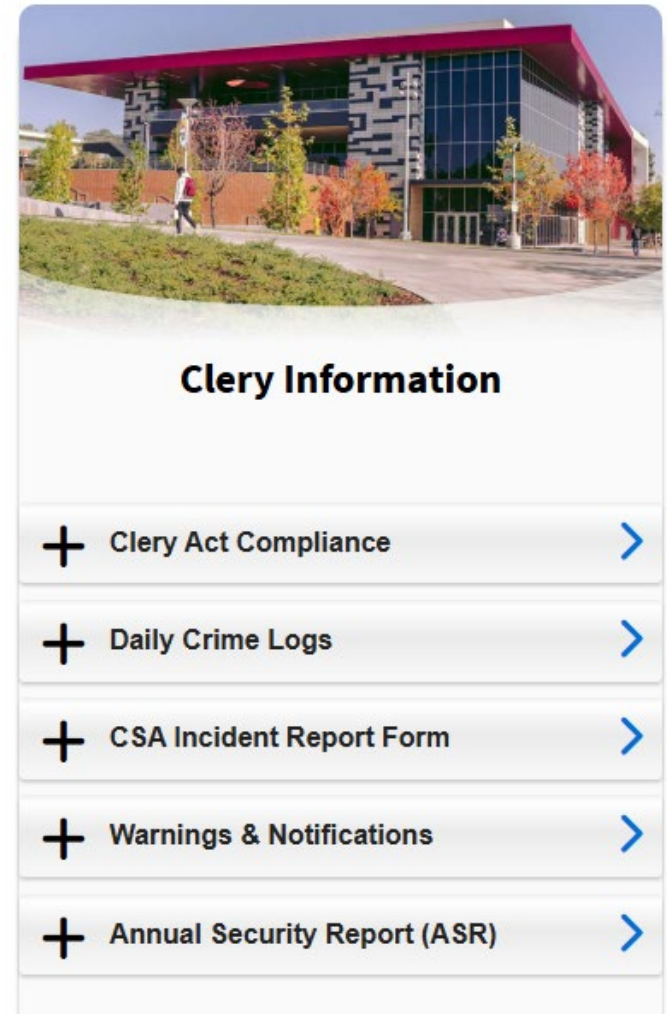 Clery Information
Clery Act Compliance
Daily Crime Logs
CSA Incident Report Form
Warnings & Notifications
Annual Security Report (ASR)